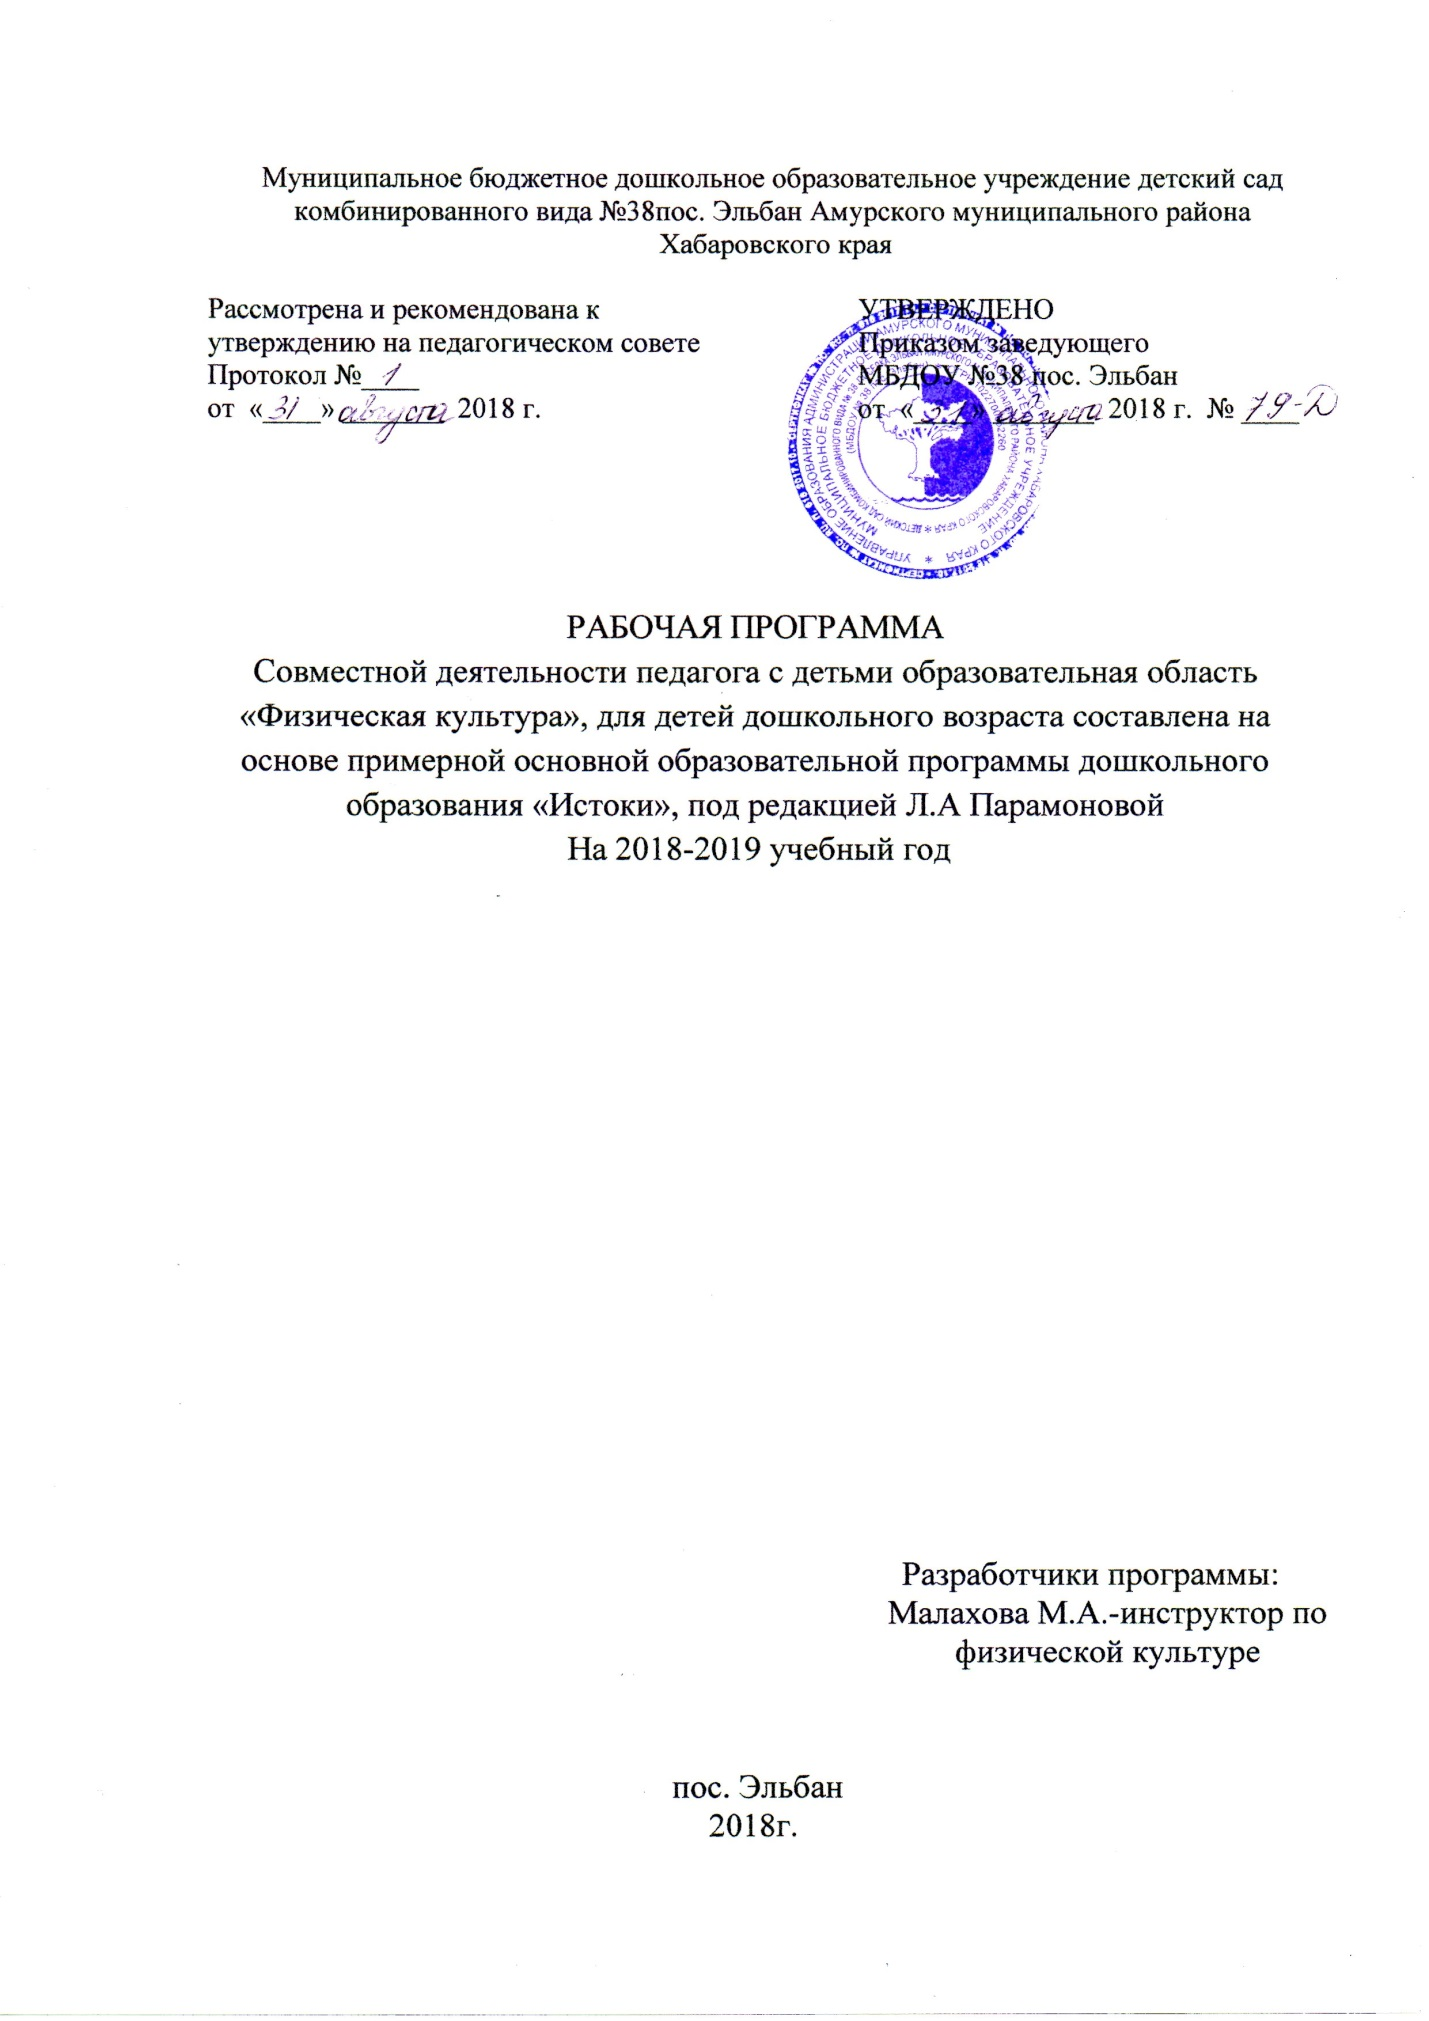 Муниципальное бюджетное дошкольное образовательное учреждение детский сад
комбинированного вида №38пос. Эльбан Амурского муниципального района
Хабаровского края
Рассмотрена и рекомендована к
утверждению на педагогическом совете
Протокол № 1
от «31» августа 2018 г.
УТВЕРЖДЕНО
Приказом заведующего
МБДОУ №38 пос. Эльбан
от «31» августа 2018 г. № 79-Д
РАБОЧАЯ ПРОГРАММА
Совместной деятельности педагога с детьми образовательная область
«Физическая культура», для детей дошкольного возраста составлена на
основе примерной основной образовательной программы дошкольного
образования «Истоки», под редакцией Л.А Парамоновой
На 2018-2019 учебный год
Разработчики программы:
Малахова М.А.-инструктор по
физической культуре
пос. Эльбан
2018г.